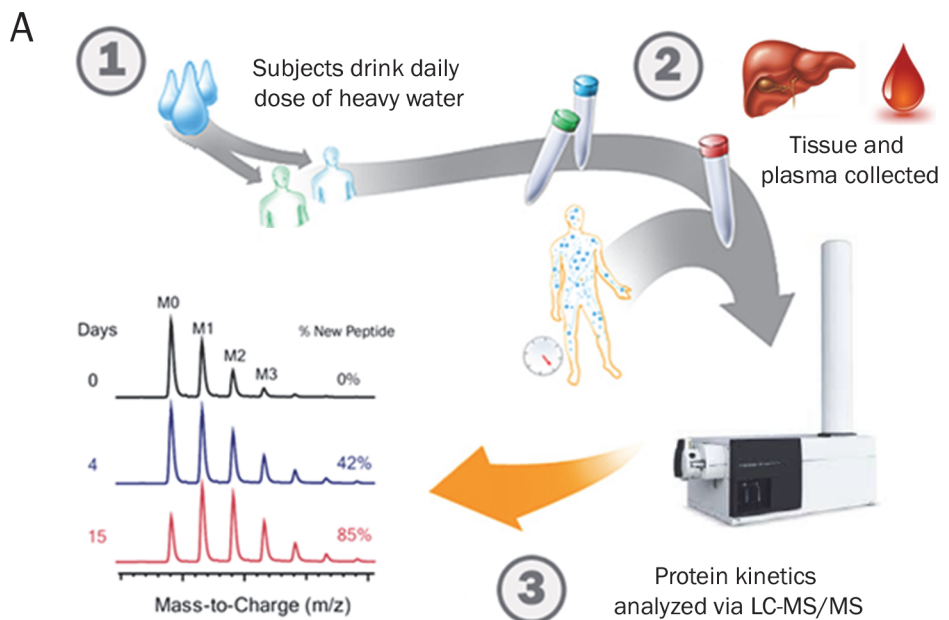 A
1
Subjects drink daily
dose of heavy water
2
Tissue and
plasma collected
Days
% New Peptide
M0
M1
M2
M3
0
0%
4
42%
15
85%
Mass-to-Charge (m/z)
3
Protein kinetics
analyzed via LC-MS/MS